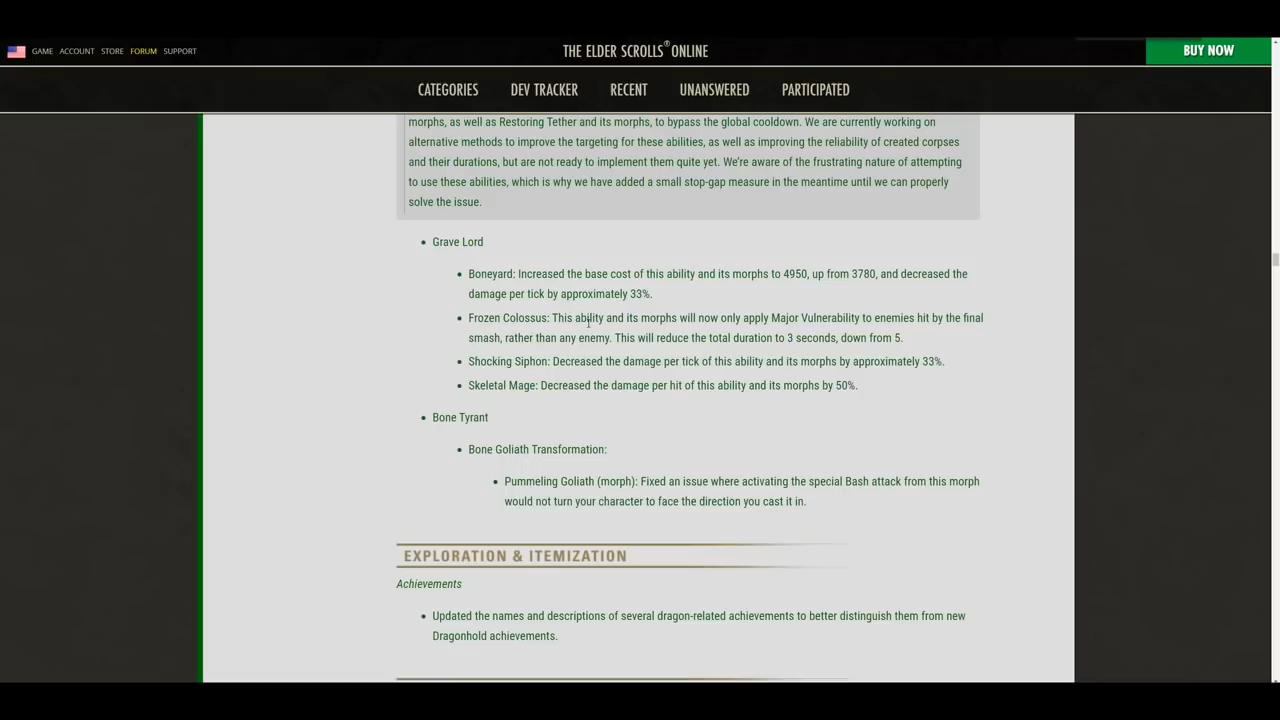 GAME ACCOUNT STORE FORUM SUPPORT
THE ELDER SCROLLS® ONLINE
BUY NOW
CATEGORIES DEV TRACKER RECENT UNANSWERED PARTICIPATED
morphs, as well as Restoring Tether and its morphs, to bypass the global cooldown. We are currently working on
alternative methods to improve the targeting for these abilities, as well as improving the reliability of created corpses
and their durations, but are not ready to implement them quite yet. We're aware of the frustrating nature of attempting
to use these abilities, which is why we have added a small stop-gap measure in the meantime until we can properly
solve the issue.
• Grave Lord
• Boneyard: Increased the base cost of this ability and its morphs to 4950, up from 3780, and decreased the
damage per tick by approximately 33%.
• Frozen Colossus: This ability and its morphs will now only apply Major Vulnerability to enemies hit by the final
smash, rather than any enemy. This will reduce the total duration to 3 seconds, down from 5.
• Shocking Siphon: Decreased the damage per tick of this ability and its morphs by approximately 33%.
• Skeletal Mage: Decreased the damage per hit of this ability and its morphs by 50%.
• Bone Tyrant
• Bone Goliath Transformation:
• Pummeling Goliath (morph): Fixed an issue where activating the special Bash attack from this morph
would not turn your character to face the direction you cast it in.
EXPLORATION & ITEMIZATION
Achievements
• Updated the names and descriptions of several dragon-related achievements to better distinguish them from new
Dragonhold achievements.